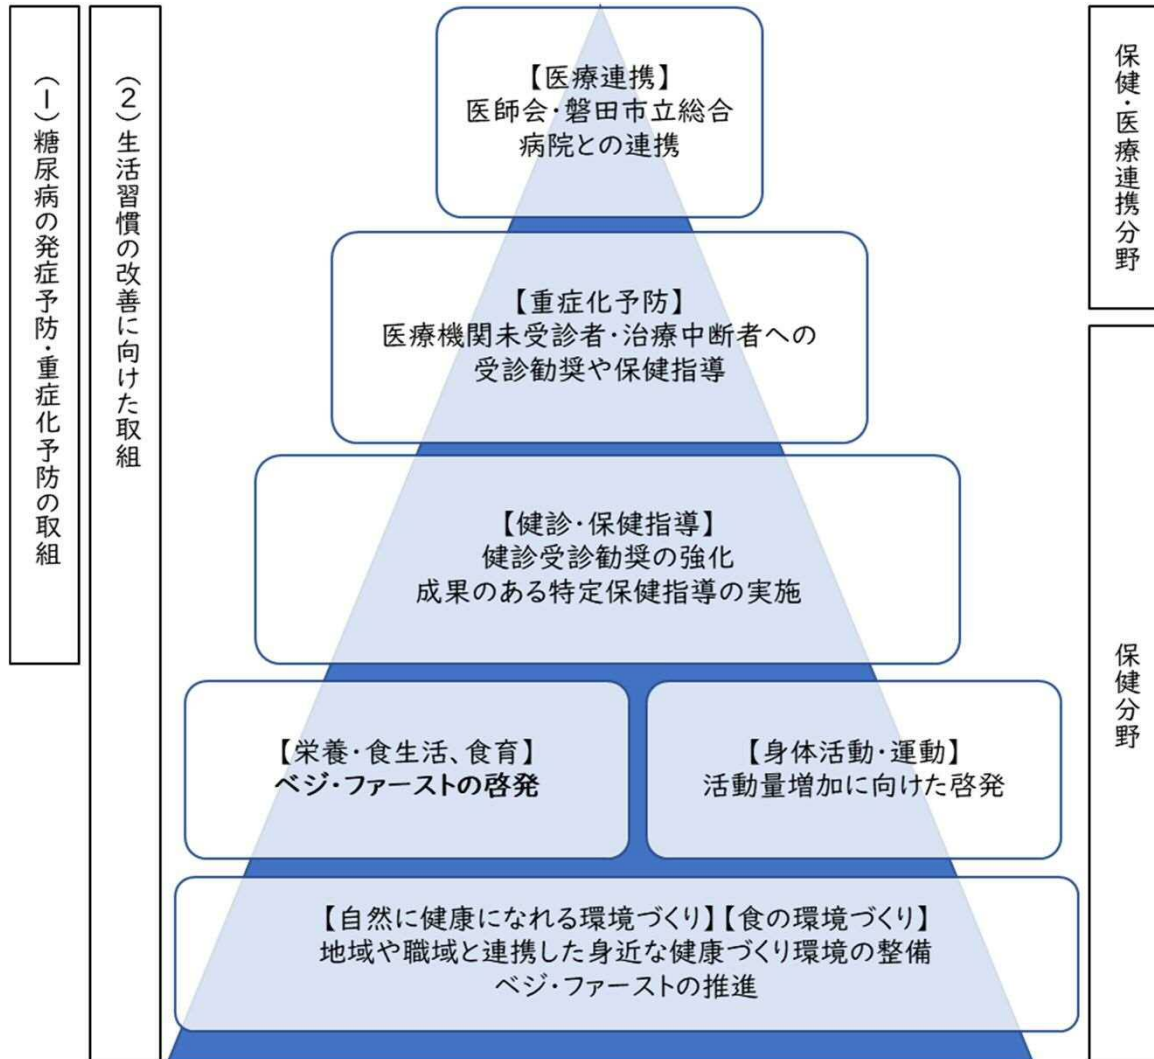 (1)糖尿病の発症予防・重症化予防の取組
(2)生活習慣の改善に向けた取組
【医療連携】
医師会・磐田市立総合
病院との連携
【重症化予防】
医療機関未受診者・治療中断者への
受診勧奨や保健指導
【健診・保健指導】
健診受診勧奨の強化
成果のある特定保健指導の実施
【栄養・食生活、食育】
ベジ・ファーストの啓発
【身体活動・運動】
活動量増加に向けた啓発
【自然に健康になれる環境づくり】【食の環境づくり】
地域や職域と連携した身近な健康づくり環境の整備
ベジ・ファーストの推進
保健・医療連携分野
保健分野